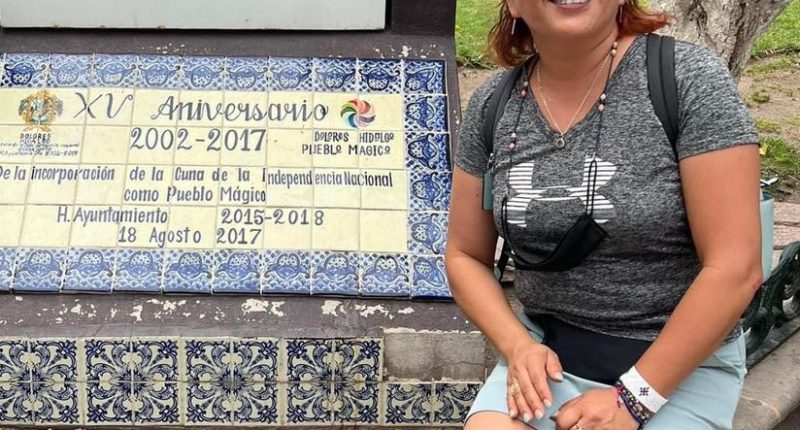 XV Aniversario
2002-2017
DOLORES
DOLORES HIDALGO
PUEBLO MAGICO
De la incorporación de la Cuna de la Independencia Nacional
como Pueblo Mágico
H. Ayuntamiento 2015-2018
18 Agosto 2017